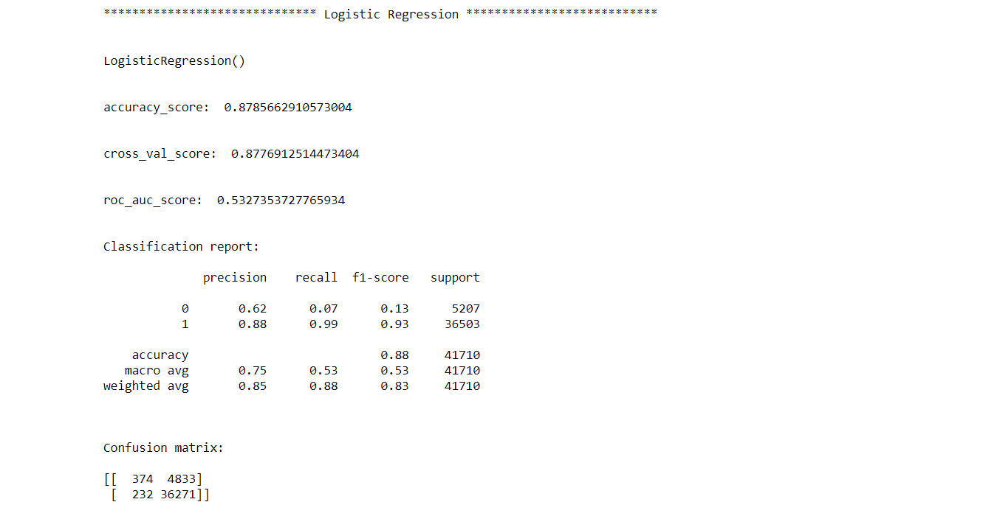 ****************************** Logistic Regression ***************************
LogisticRegression()
accuracy_score:  0.8785662910573004
cross_val_score:  0.8776912514473404
roc_auc_score:  0.5327353727765934
Classification report:
              precision    recall  f1-score   support
           0       0.62      0.07      0.13      5207
           1       0.88      0.99      0.93     36503
    accuracy                           0.88     41710
   macro avg       0.75      0.53      0.53     41710
weighted avg       0.85      0.88      0.83     41710
Confusion matrix:
[[  374  4833]
 [  232 36271]]